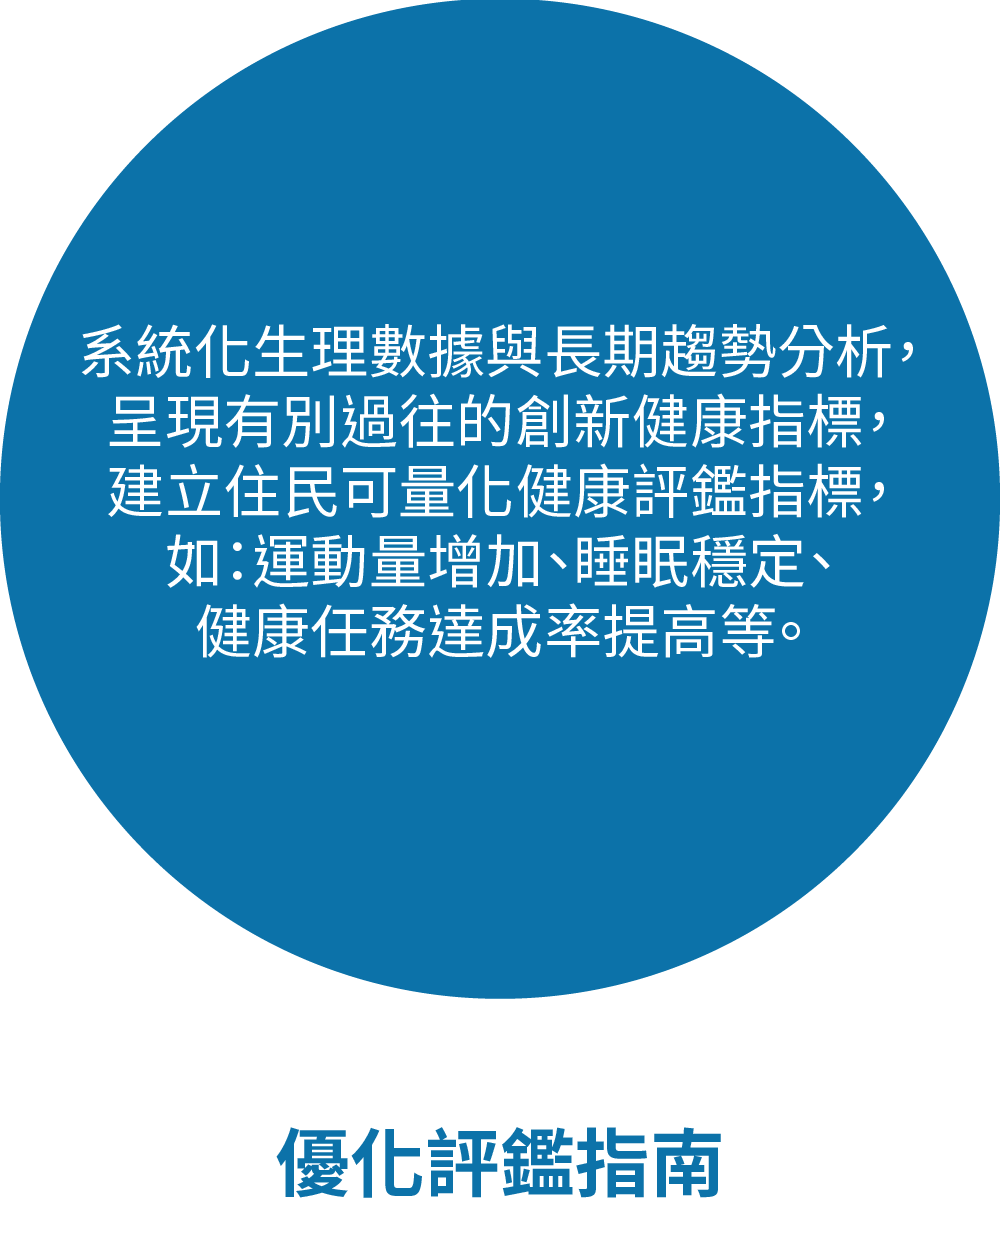 系統化生理數據與長期趨勢分析，
呈現有別過往的創新健康指標，
建立住民可量化健康評鑑指標，
如：運動量增加、睡眠穩定、
健康任務達成率提高等。
優化評鑑指南